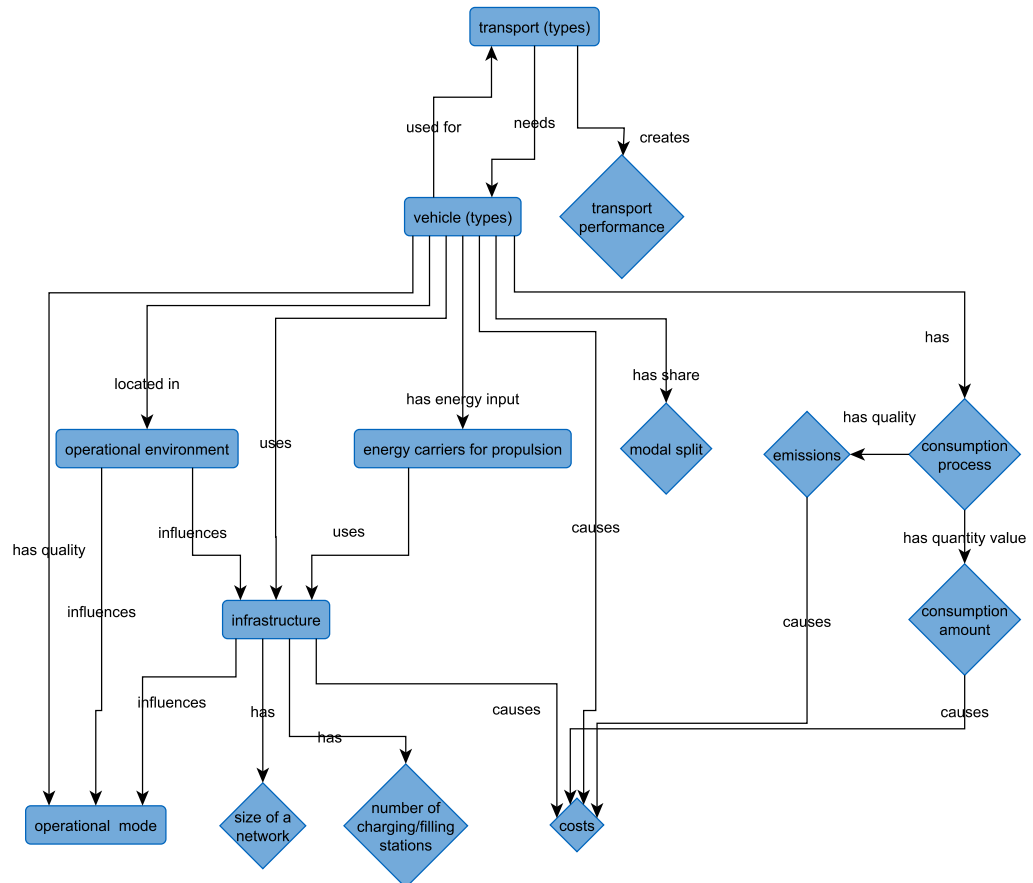 transport (types)
used for
needs
creates
transport
performance
vehicle (types)
has
located in
has share
has energy input
has quality
operational environment
uses
energy carriers for propulsion
modal split
emissions
consumption
process
has quality
influences
uses
causes
has quantity value
influences
infrastructure
causes
consumption
amount
influences
has
has
causes
causes
operational  mode
size of a
network
number of
charging/filling
stations
costs